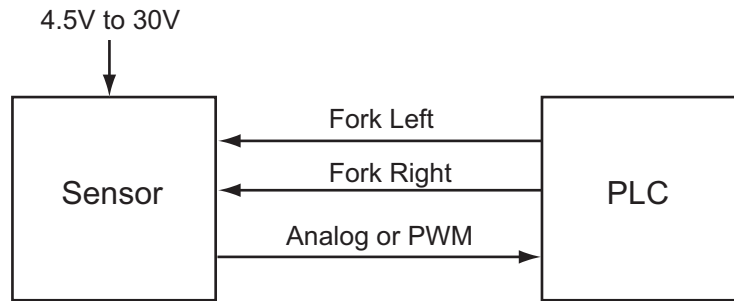 4.5V to 30V
Fork Left
Fork Right
Sensor
PLC
Analog or PWM